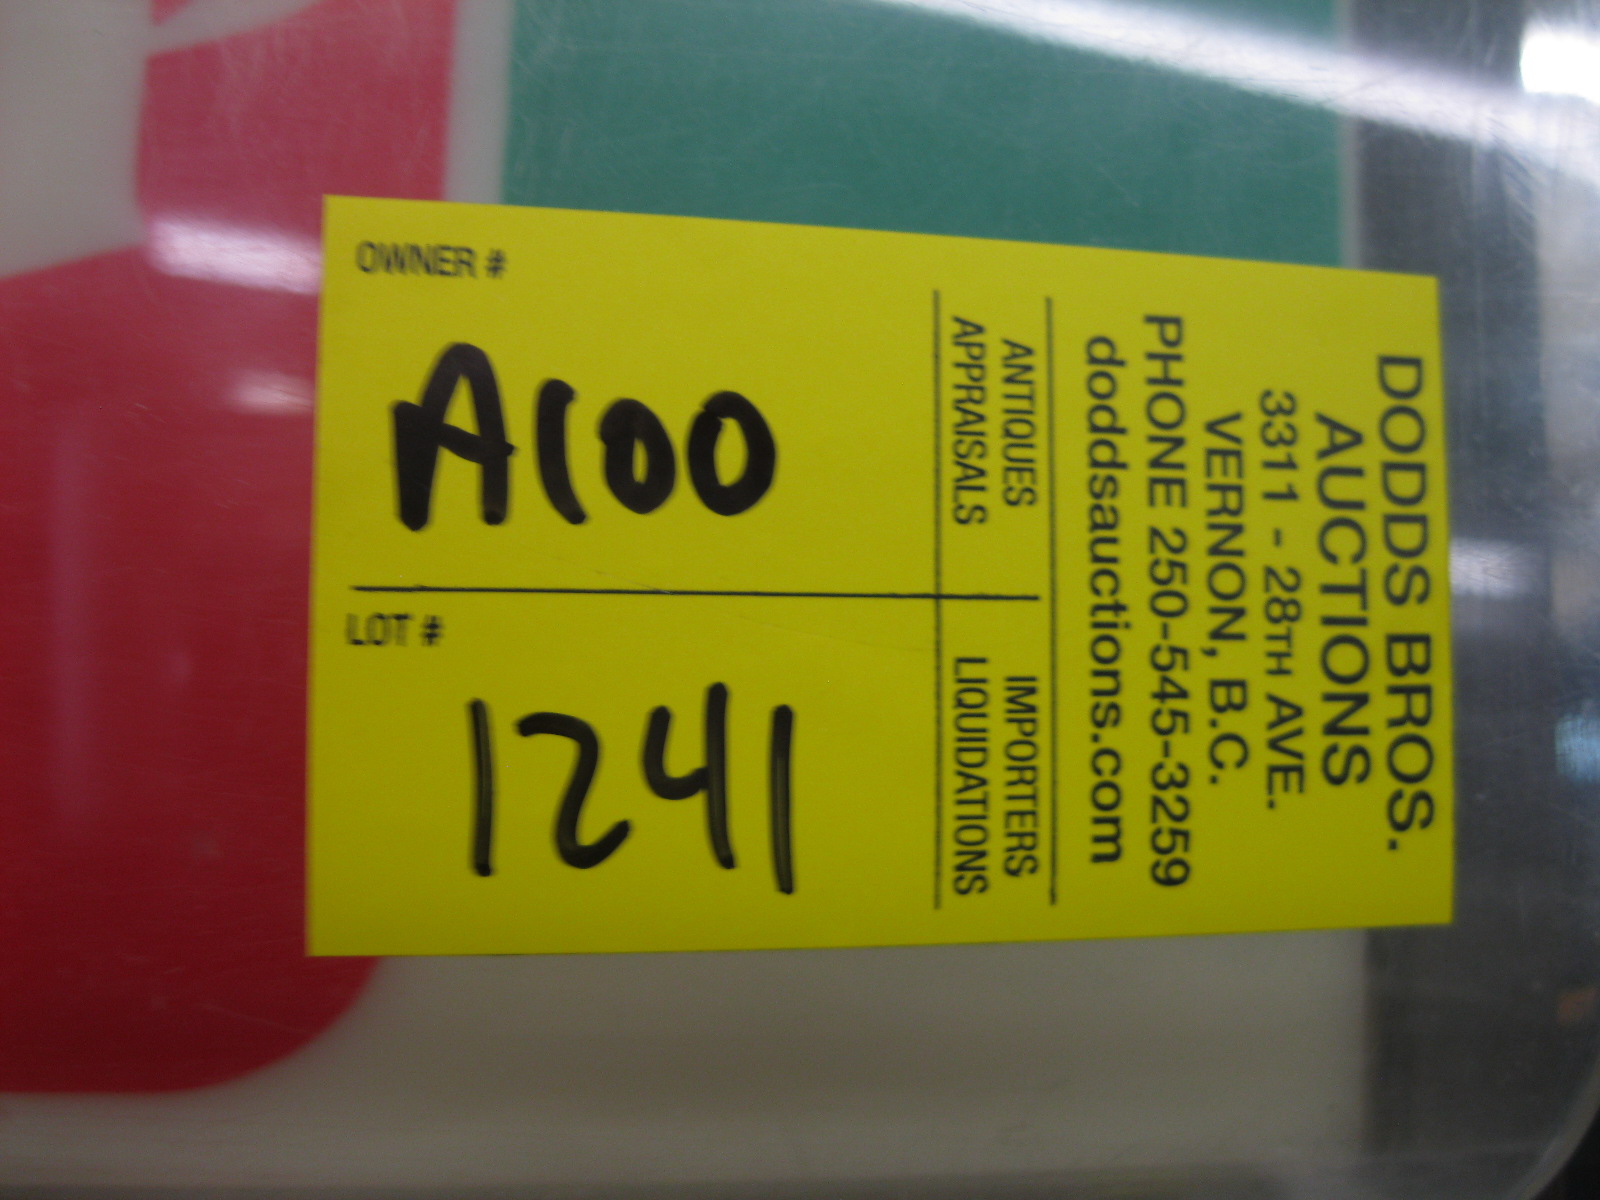 DODDS BROS.
AUCTIONS
3311 - 28TH AVE.
VERNON, B.C.
PHONE 250-545-3259
doddsauctions.com
ANTIQUES
APPRAISALS
IMPORTERS
LIQUIDATIONS
OWNER #
A100
LOT #
1241